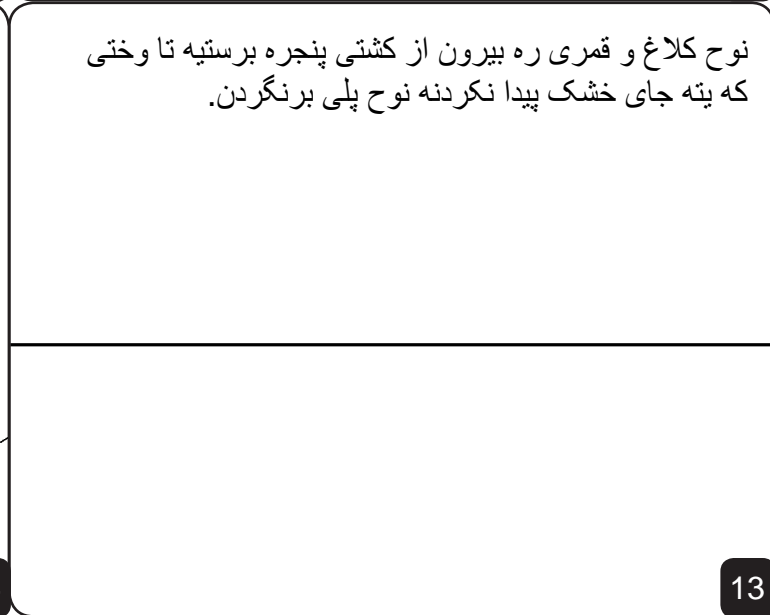 نوح کلاغ و قمری ره بیرون از کشتی پنجره برستیه تا وختی
که یته جای خشک پیدا نکردنه نوح پلی برنگردن.
13